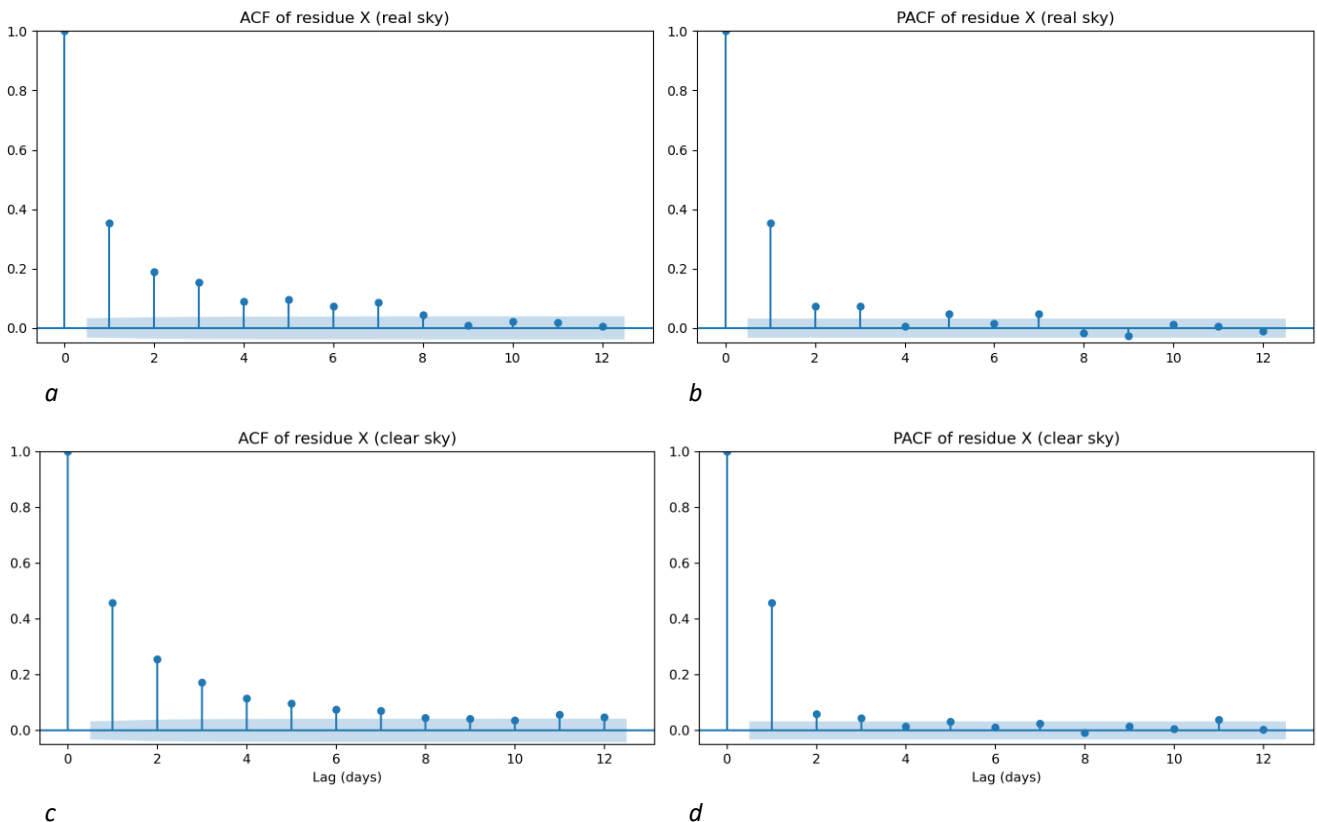 ACF of residue X (real sky)
1.0
0.8
0.6
0.4
0.2
0.0
0 2 4 6 8 10 12
a
PACF of residue X (real sky)
1.0
0.8
0.6
0.4
0.2
0.0
0 2 4 6 8 10 12
b
ACF of residue X (clear sky)
1.0
0.8
0.6
0.4
0.2
0.0
0 2 4 6 8 10 12
Lag (days)
c
PACF of residue X (clear sky)
1.0
0.8
0.6
0.4
0.2
0.0
0 2 4 6 8 10 12
Lag (days)
d